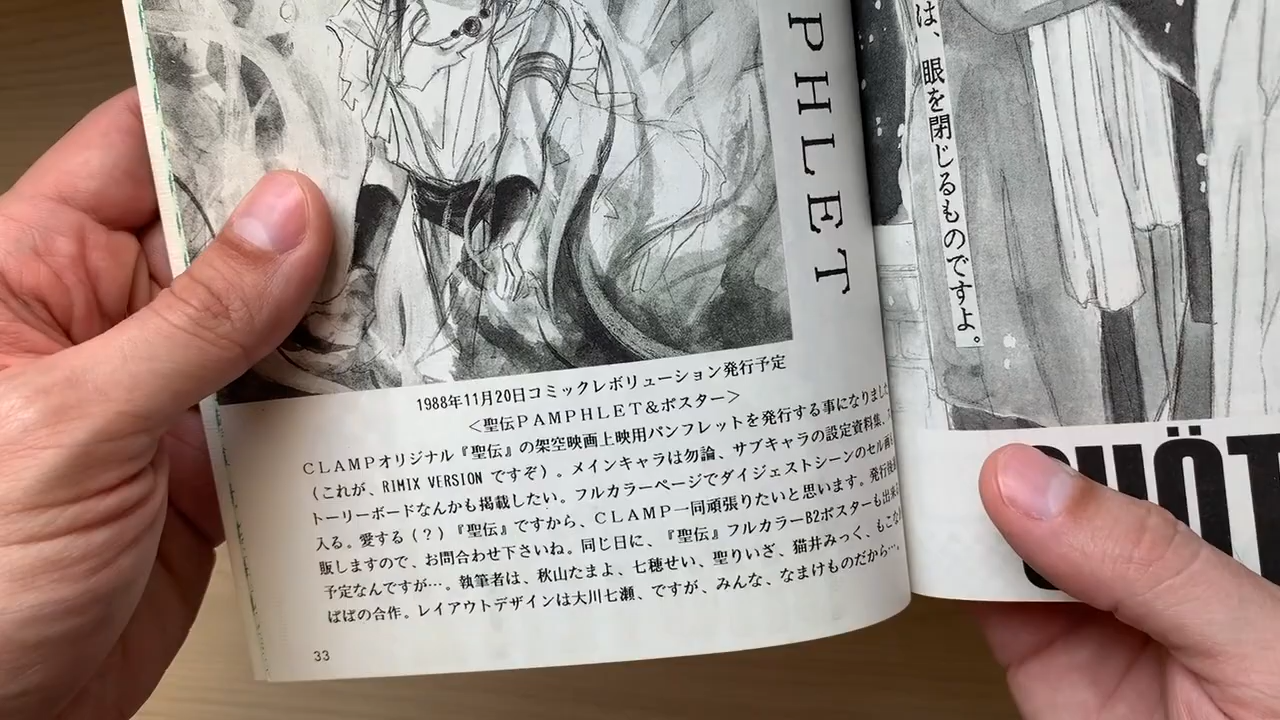 PHLET
1988年11月20日コミックレボリューション発行予定
<聖伝PAMPHLET&ポスター>
CLAMPオリジナル『聖伝』の架空映画上映用パンフレットを発行する事になりました
(これが、RIMIX VERSION ですぞ)。メインキャラは勿論、サブキャラの設定資料集、
トーリーボードなんかも掲載したい。フルカラーページでダイジェストシーンのセル画も
入る。愛する(?)『聖伝』ですから、CLAMP一同頑張りたいと思います。発行後
販しますので、お問合わせ下さいね。同じ日に、『聖伝』フルカラーB2ポスターも出来
予定なんですが…。執筆者は、秋山たまよ、七穂せい、聖りいざ、猫井みっく、もこな
ぱぱの合作。レイアウトデザインは大川七瀬、ですが、みんな、なまけものだから…。
33
は、眼を閉じるものですよ。